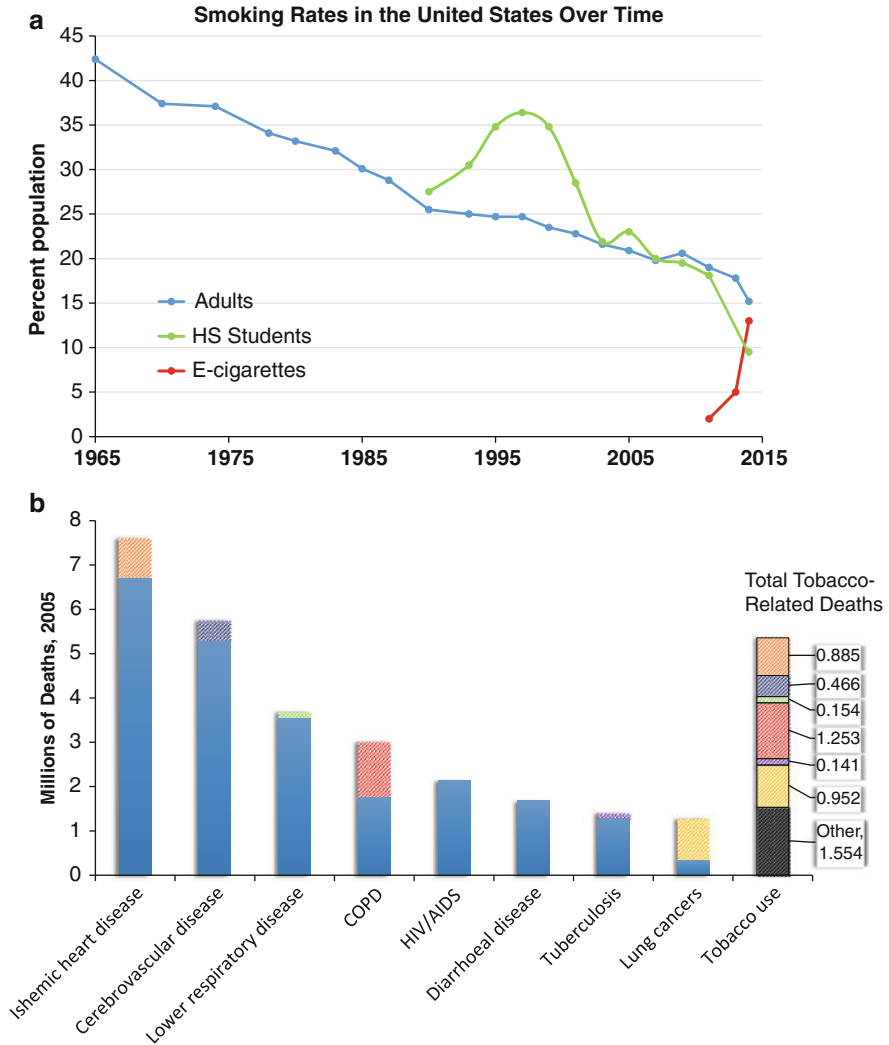 a
Smoking Rates in the United States Over Time
45
40
35
30
25
20
15
10
5
0
Percent population
Adults
HS Students
E-cigarettes
1965
1975
1985
1995
2005
2015
b
8
7
6
5
4
3
2
1
0
Millions of Deaths, 2005
Total Tobacco-
Related Deaths
0.885
0.466
0.154
1.253
0.141
0.952
Other,
1.554
Ishemic heart disease
Cerebrovascular disease
Lower respiratory disease
COPD
HIV/AIDS
Diarrhoeal disease
Tuberculosis
Lung cancers
Tobacco use